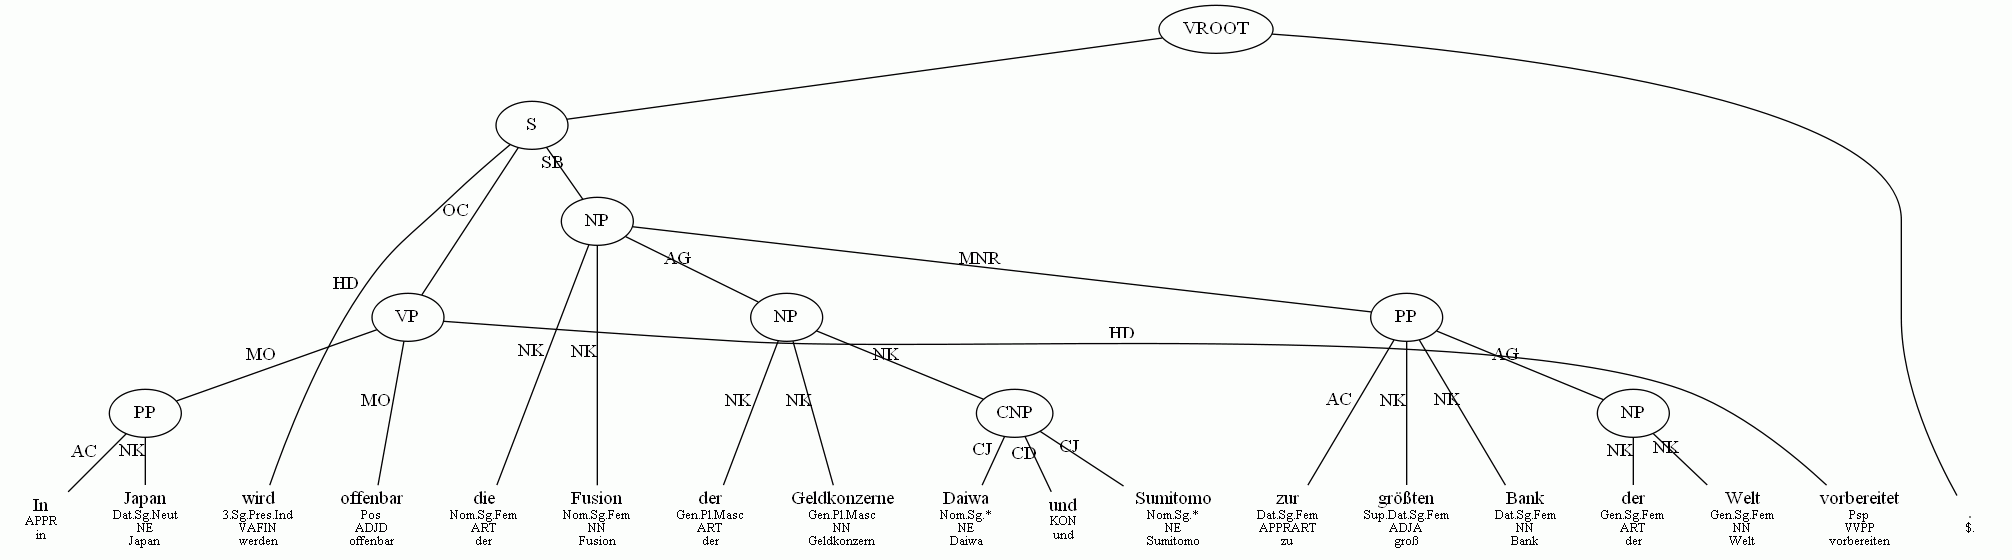 VROOT
S
SB
OC
NP
AG
MNR
HD
VP
NP
PP
HD
MO
NK
NK
NK
AG
PP
MO
NK
NK
CNP
AC
NK
NK
NP
AC
NK
CJ
CD
CJ
NK
NK
In Japan wird offenbar die Fusion der Geldkonzerne Daiwa und Sumitomo zur größten Bank der Welt vorbereitet .
APPR Dat.Sg.Neut 3.Sg.Pres.Ind Pos Nom.Sg.Fem Nom.Sg.Fem Gen.Pl.Masc Gen.Pl.Masc Nom.Sg.* KON Nom.Sg.* Dat.Sg.Fem Sup.Dat.Sg.Fem Dat.Sg.Fem Gen.Sg.Fem Gen.Sg.Fem Psp $.
in NE VAFIN ADJD ART NN ART NN NE und NE APPRART ADJA NN ART NN VVPP
Japan werden offenbar der Fusion der Geldkonzern Daiwa Sumitomo zu groß Bank der Welt vorbereiten